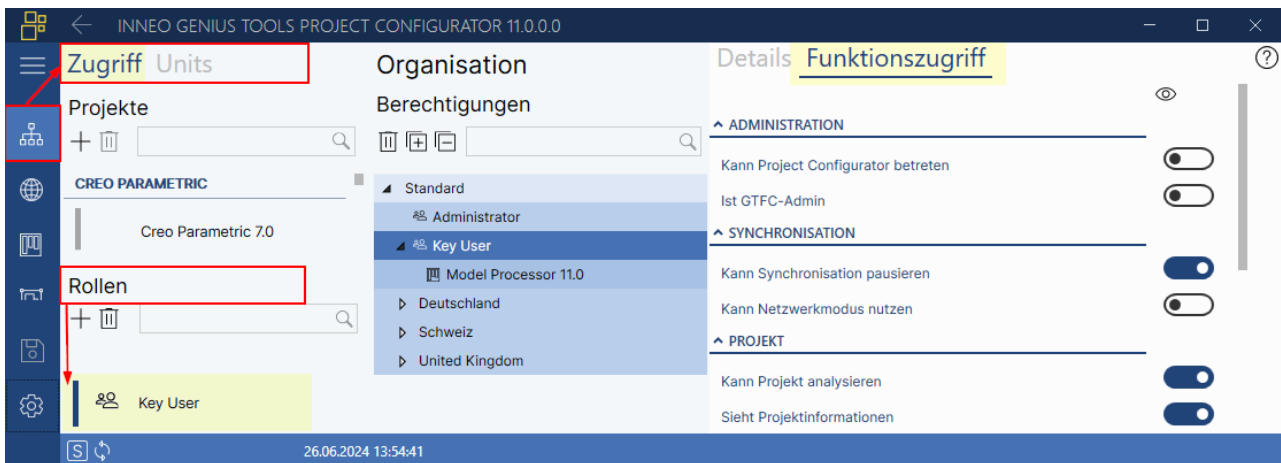 INNEO GENIUS TOOLS PROJECT CONFIGURATOR 11.0.0.0
Zugriff Units
Projekte
CREO PARAMETRIC
Creo Parametric 7.0
Rollen
Key User
Organisation
Berechtigungen
Standard
Administrator
Key User
Model Processor 11.0
Deutschland
Schweiz
United Kingdom
Details Funktionszugriff
ADMINISTRATION
Kann Project Configurator betreten
Ist GTFC-Admin
SYNCHRONISATION
Kann Synchronisation pausieren
Kann Netzwerkmodus nutzen
PROJEKT
Kann Projekt analysieren
Sieht Projektinformationen
S
26.06.2024 13:54:41